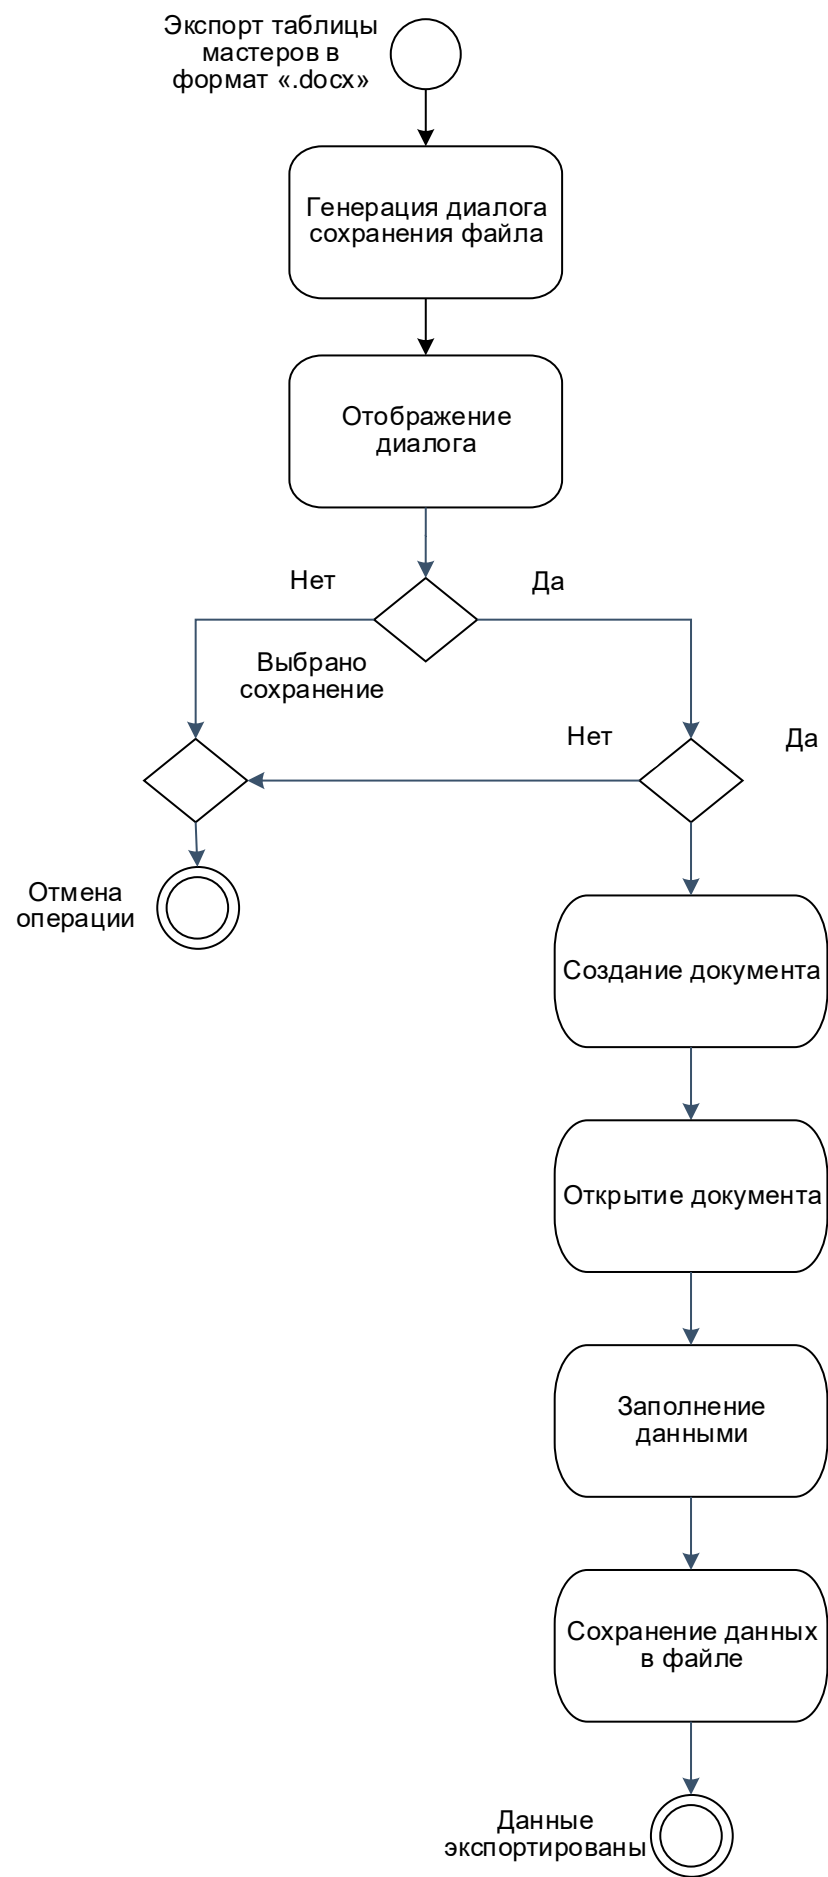 Экспорт таблицы
мастеров в
формат «.docx»
Генерация диалога
сохранения файла
Отображение
диалога
Нет
Да
Выбрано
сохранение
Нет
Да
Отмена
операции
Создание документа
Открытие документа
Заполнение
данными
Сохранение данных
в файле
Данные
экспортированы